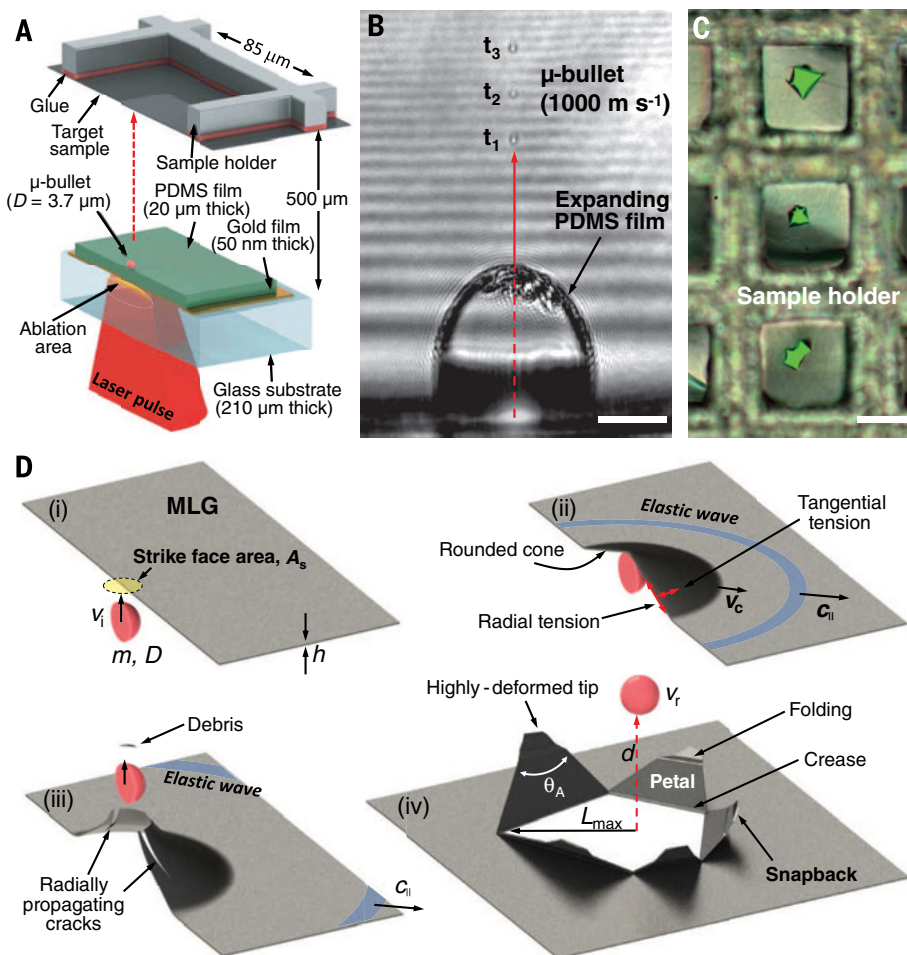 A
85 μm
Glue
Target
sample
Sample holder
μ-bullet
(D = 3.7 μm)
PDMS film
(20 μm thick)
500 μm
Gold film
(50 nm thick)
Ablation
area
Laser pulse
Glass substrate
(210 μm thick)
B
t3
t2
t1
μ-bullet
(1000 m s-1)
Expanding
PDMS film
C
Sample holder
D
(i)
MLG
Strike face area, As
vi
m, D
h
(ii)
Elastic wave
Tangential
tension
Rounded cone
Radial tension
vc
c||
(iii)
Debris
Elastic wave
Radially
propagating
cracks
c||
(iv)
Highly-deformed tip
vr
d
Folding
Crease
Petal
θA
Lmax
Snapback